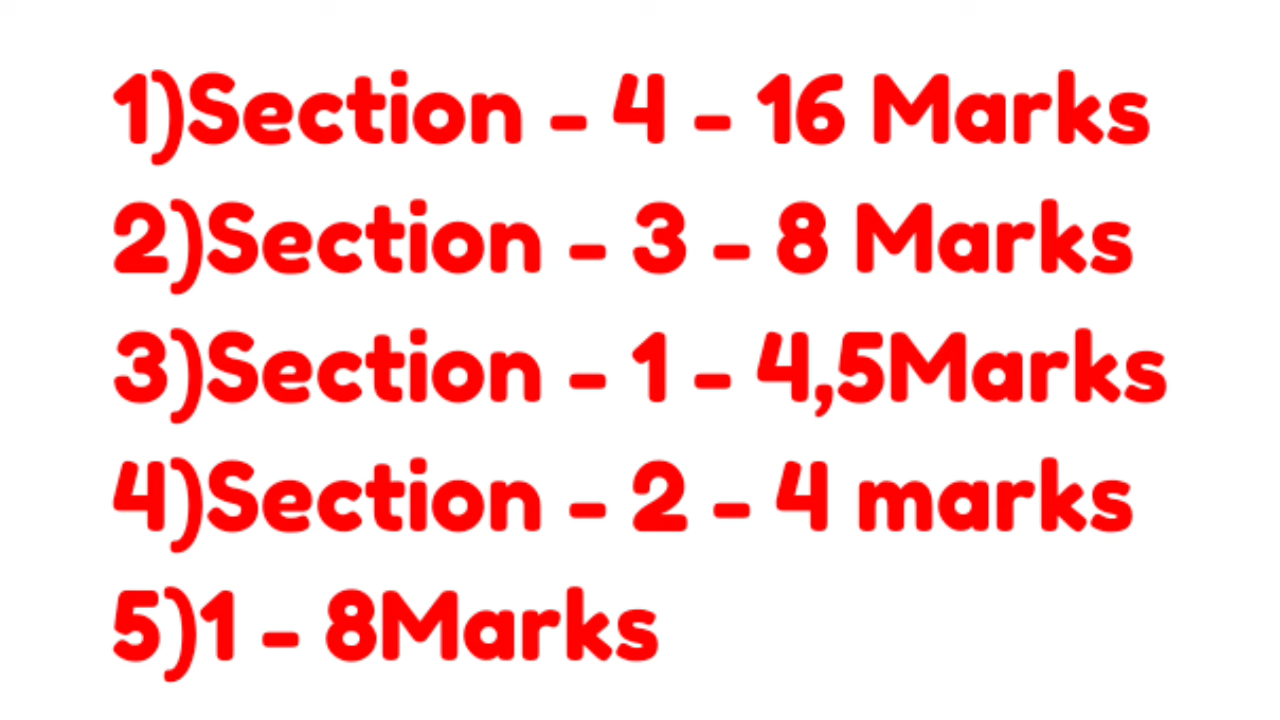 1)Section - 4 - 16 Marks
2)Section - 3 - 8 Marks
3)Section - 1 - 4,5Marks
4)Section - 2 - 4 marks
5)1 - 8Marks